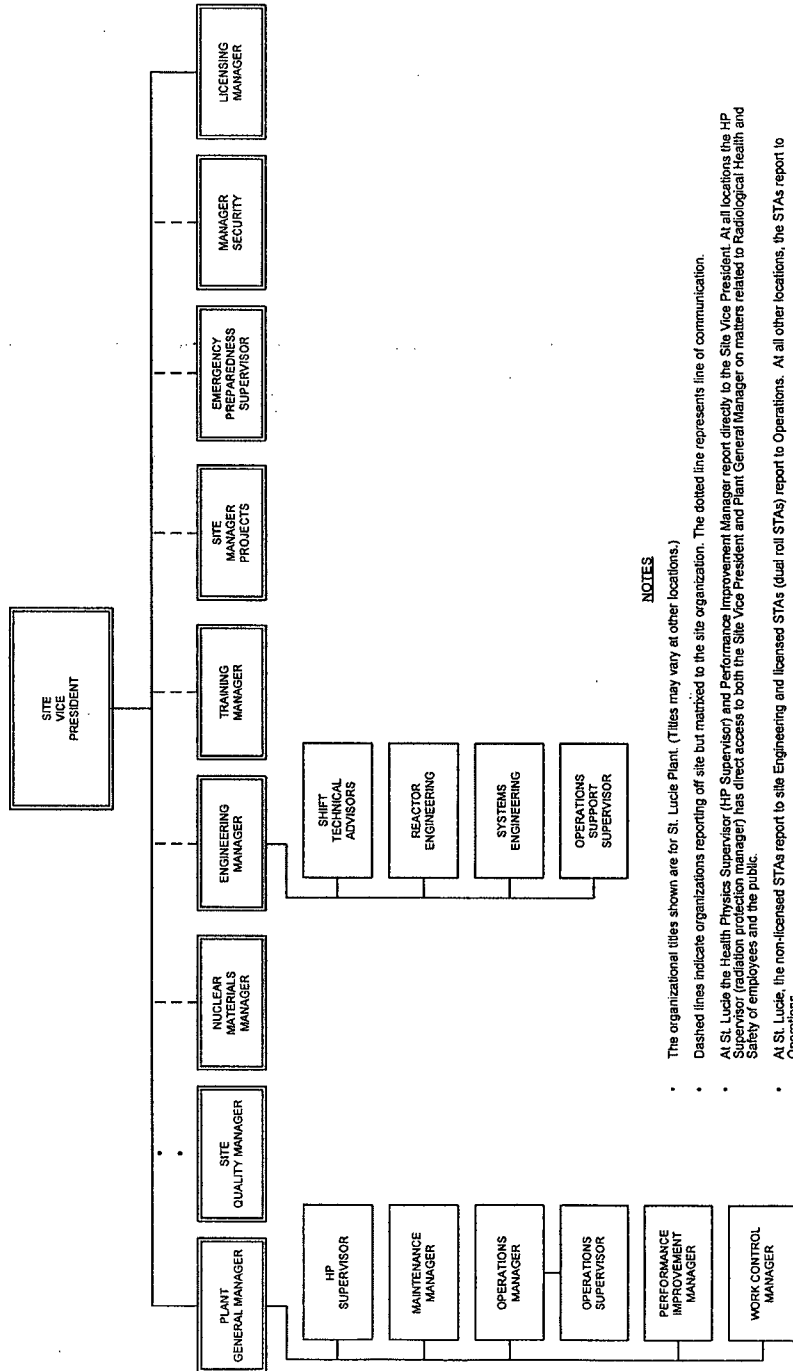 SITE
VICE
PRESIDENT
PLANT
GENERAL MANAGER
SITE
QUALITY MANAGER
NUCLEAR
MATERIALS
MANAGER
ENGINEERING
MANAGER
TRAINING
MANAGER
SITE
MANAGER
PROJECTS
EMERGENCY
PREPAREDNESS
SUPERVISOR
MANAGER
SECURITY
LICENSING
MANAGER
HP
SUPERVISOR
MAINTENANCE
MANAGER
OPERATIONS
MANAGER
OPERATIONS
SUPERVISOR
PERFORMANCE
IMPROVEMENT
MANAGER
WORK CONTROL
MANAGER
SHIFT
TECHNICAL
ADVISORS
REACTOR
ENGINEERING
SYSTEMS
ENGINEERING
OPERATIONS
SUPPORT
SUPERVISOR
NOTES
• The organizational titles shown are for St. Lucie Plant. (Titles may vary at other locations.)
• Dashed lines indicate organizations reporting off site but matrixed to the site organization. The dotted line represents line of communication.
• At St. Lucie the Health Physics Supervisor (HP Supervisor) and Performance Improvement Manager report directly to the Site Vice President. At all locations the HP
Supervisor (radiation protection manager) has direct access to both the Site Vice President and Plant General Manager on matters related to Radiological Health and
Safety of employees and the public.
• At St. Lucie, the non-licensed STAs report to site Engineering and licensed STAs (dual roll STAs) report to Operations. At all other locations, the STAs report to
Operations